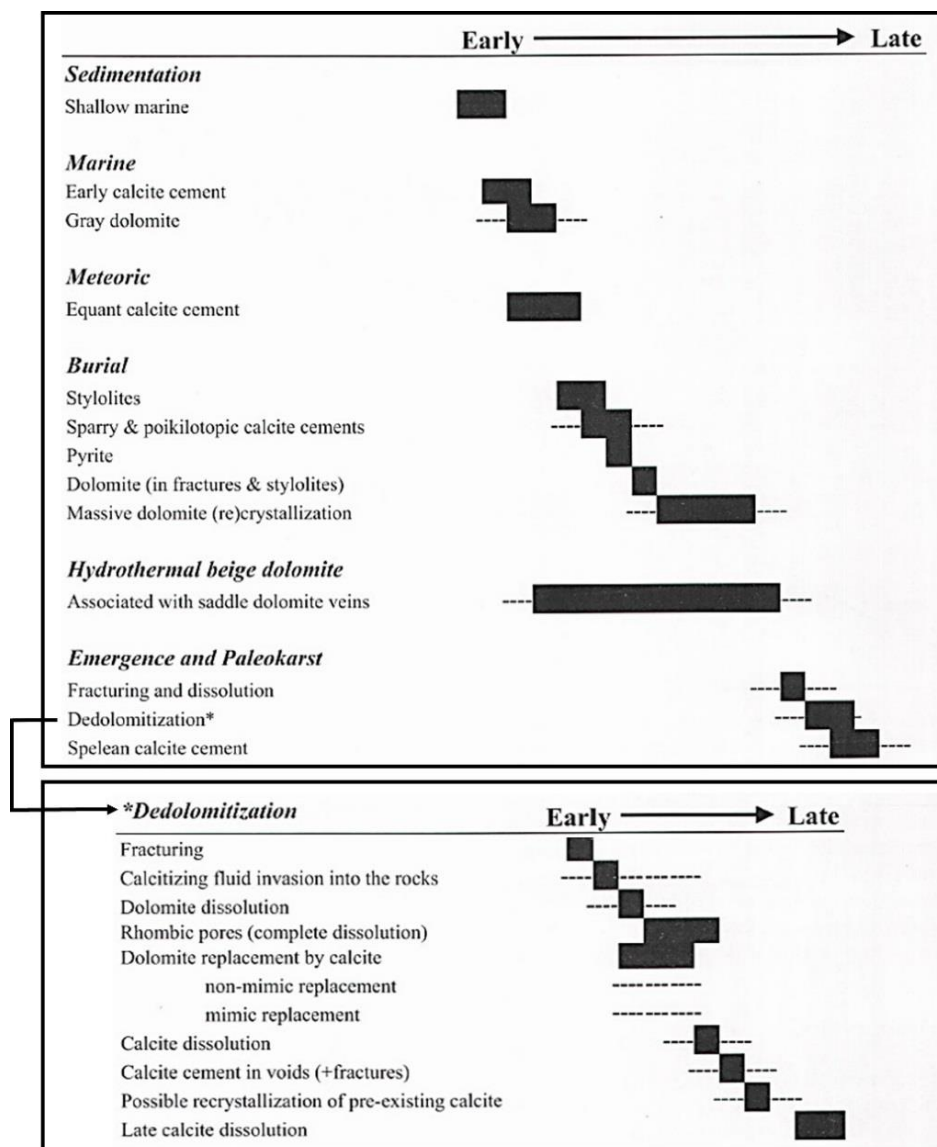 Early Late
Sedimentation
Shallow marine
Marine
Early calcite cement
Gray dolomite
Meteoric
Equant calcite cement
Burial
Stylolites
Sparry & poikilotopic calcite cements
Pyrite
Dolomite (in fractures & stylolites)
Massive dolomite (re)crystallization
Hydrothermal beige dolomite
Associated with saddle dolomite veins
Emergence and Paleokarst
Fracturing and dissolution
Dedolomitization*
Spelean calcite cement
*Dedolomitization Early Late
Fracturing
Calcitizing fluid invasion into the rocks
Dolomite dissolution
Rhombic pores (complete dissolution)
Dolomite replacement by calcite
non-mimic replacement
mimic replacement
Calcite dissolution
Calcite cement in voids (+fractures)
Possible recrystallization of pre-existing calcite
Late calcite dissolution